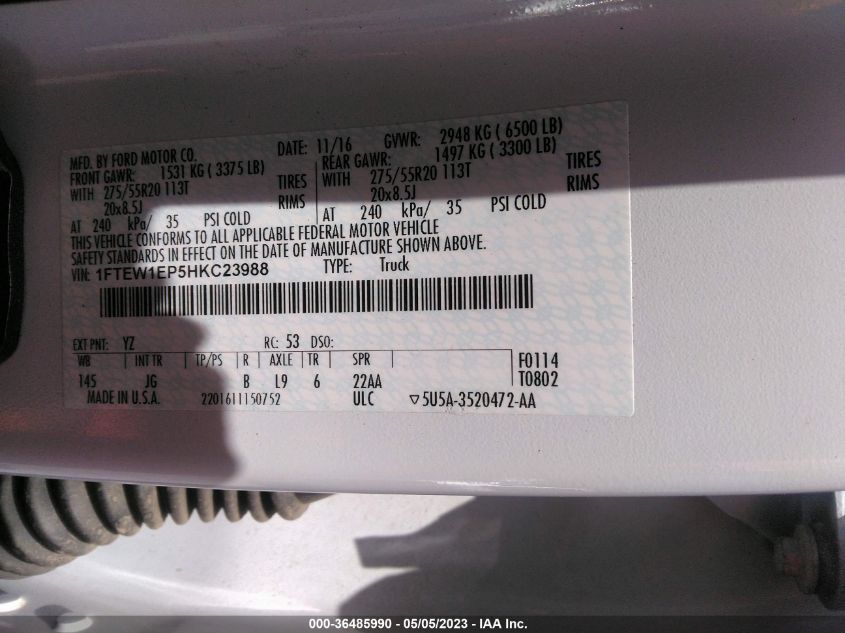 MFD. BY FORD MOTOR CO. DATE: 11/16 GVWR: 2948 KG ( 6500 LB)
FRONT GAWR: 1531 KG ( 3375 LB) REAR GAWR: 1497 KG ( 3300 LB)
WITH 275/55R20 113T TIRES WITH 275/55R20 113T TIRES
20x8.5J RIMS 20x8.5J RIMS
AT 240 kPa/ 35 PSI COLD AT 240 kPa/ 35 PSI COLD
THIS VEHICLE CONFORMS TO ALL APPLICABLE FEDERAL MOTOR VEHICLE
SAFETY STANDARDS IN EFFECT ON THE DATE OF MANUFACTURE SHOWN ABOVE.
VIN: 1FTEW1EP5HKC23988 TYPE: Truck
EXT PNT: YZ RC: 53 DSO:
WB INT TR TP/PS R AXLE TR SPR F0114
145 JG B L9 6 22AA T0802
MADE IN U.S.A. 2201611150752 ULC ▽5U5A-3520472-AA
000-36485990 - 05/05/2023 - IAA Inc.